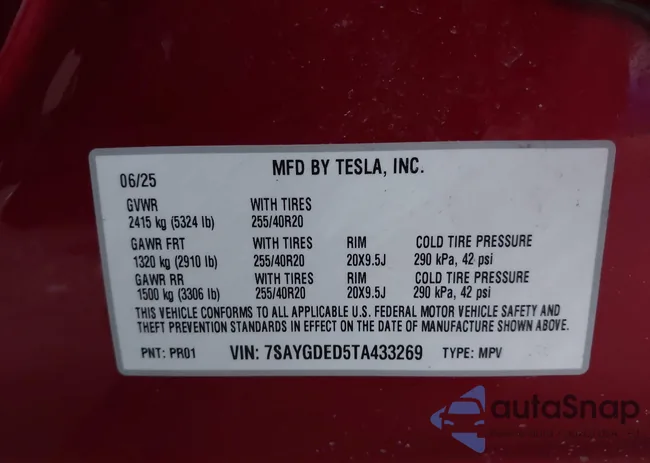 MFD BY TESLA, INC.
06/25
GVWR WITH TIRES
2415 kg (5324 lb) 255/40R20
GAWR FRT WITH TIRES RIM COLD TIRE PRESSURE
1320 kg (2910 lb) 255/40R20 20X9.5J 290 kPa, 42 psi
GAWR RR WITH TIRES RIM COLD TIRE PRESSURE
1500 kg (3306 lb) 255/40R20 20X9.5J 290 kPa, 42 psi
THIS VEHICLE CONFORMS TO ALL APPLICABLE U.S. FEDERAL MOTOR VEHICLE SAFETY AND
THEFT PREVENTION STANDARDS IN EFFECT ON THE DATE OF MANUFACTURE SHOWN ABOVE.
PNT: PR01 VIN: 7SAYGDED5TA433269 TYPE: MPV
autaSnap